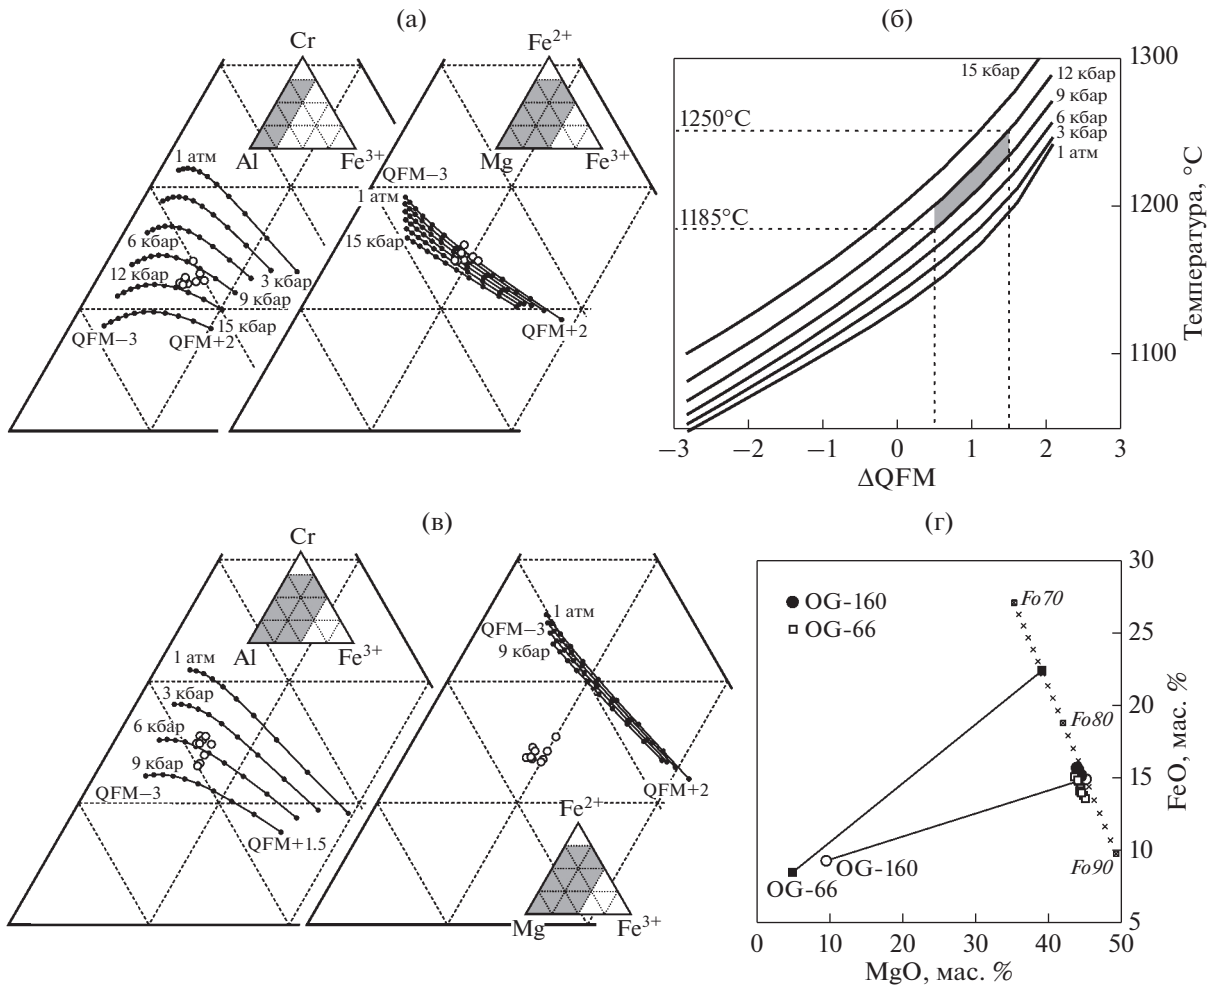 (а)
Cr
Al
Fe³⁺
1 атм
6 кбар
12 кбар
3 кбар
9 кбар
15 кбар
QFM–3
QFM+2
Fe²⁺
Mg
Fe³⁺
QFM–3
1 атм
15 кбар
QFM+2
(б)
1300
15 кбар
12 кбар
9 кбар
6 кбар
3 кбар
1 атм
1250°C
1200
1185°C
1100
Температура, °C
–3
–2
–1
0
1
2
3
ΔQFM
(в)
Cr
Al
Fe³⁺
1 атм
3 кбар
6 кбар
9 кбар
QFM–3
QFM+1.5
1 атм
QFM–3
9 кбар
QFM+2
Fe²⁺
Mg
Fe³⁺
(г)
OG-160
OG-66
Fo70
Fo80
Fo90
OG-160
OG-66
30
25
20
15
10
5
FeO, мас. %
0
10
20
30
40
50
MgO, мас. %